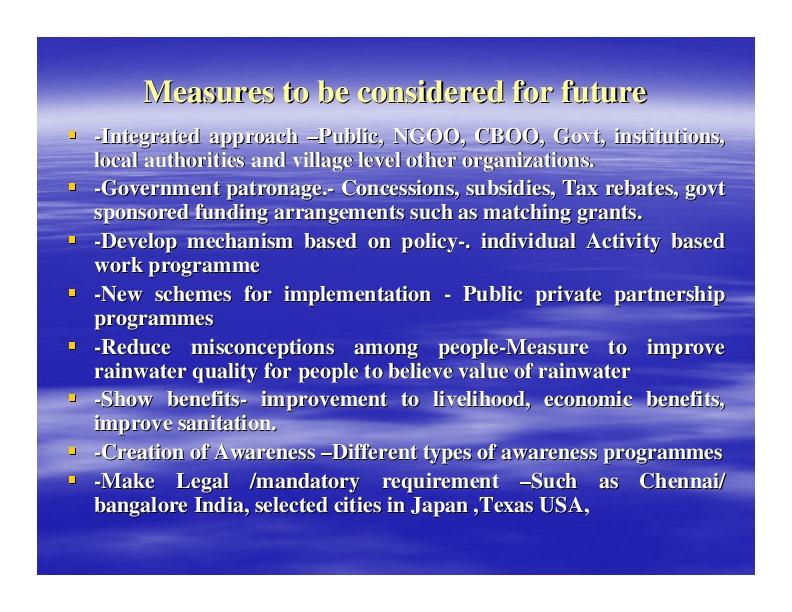 Measures to be considered for future
-Integrated approach –Public, NGOO, CBOO, Govt, institutions,
local authorities and village level other organizations.
-Government patronage.- Concessions, subsidies, Tax rebates, govt
sponsored funding arrangements such as matching grants.
-Develop mechanism based on policy-. individual Activity based
work programme
-New schemes for implementation - Public private partnership
programmes
-Reduce misconceptions among people-Measure to improve
rainwater quality for people to believe value of rainwater
-Show benefits- improvement to livelihood, economic benefits,
improve sanitation.
-Creation of Awareness –Different types of awareness programmes
-Make Legal /mandatory requirement –Such as Chennai/
bangalore India, selected cities in Japan ,Texas USA,